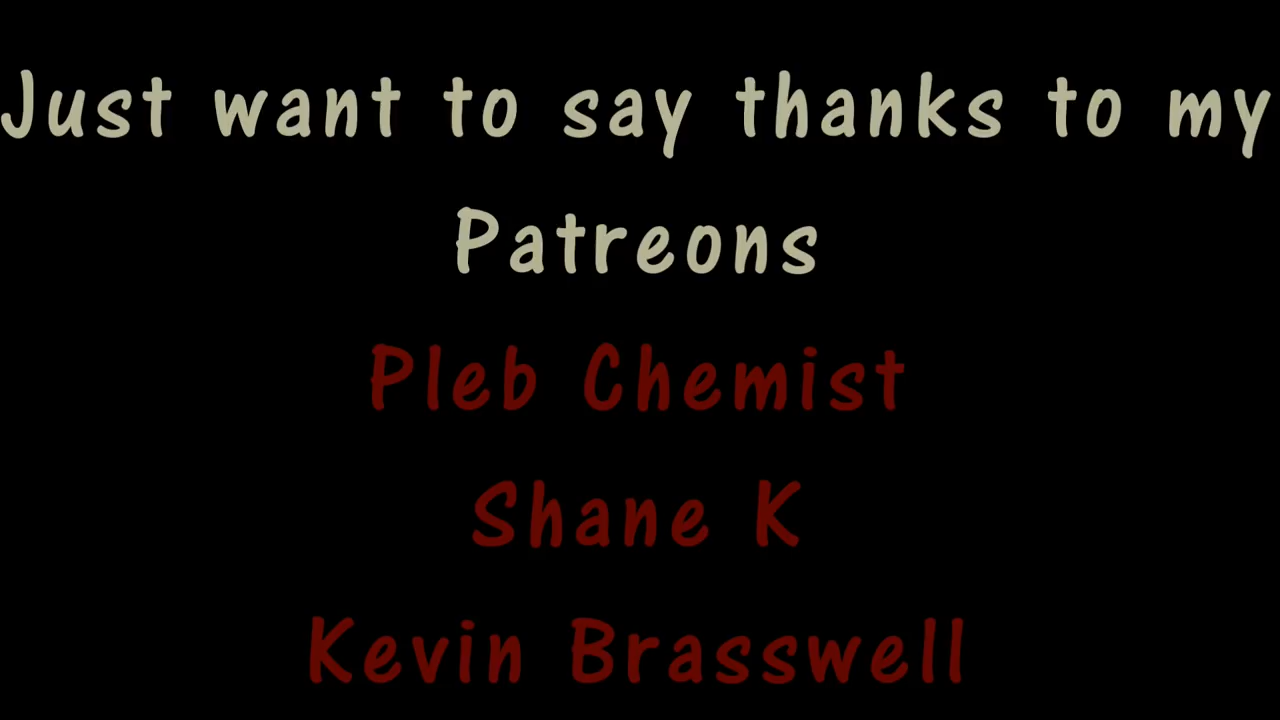 Just want to say thanks to my
Patreons
Pleb Chemist
Shane K
Kevin Brasswell